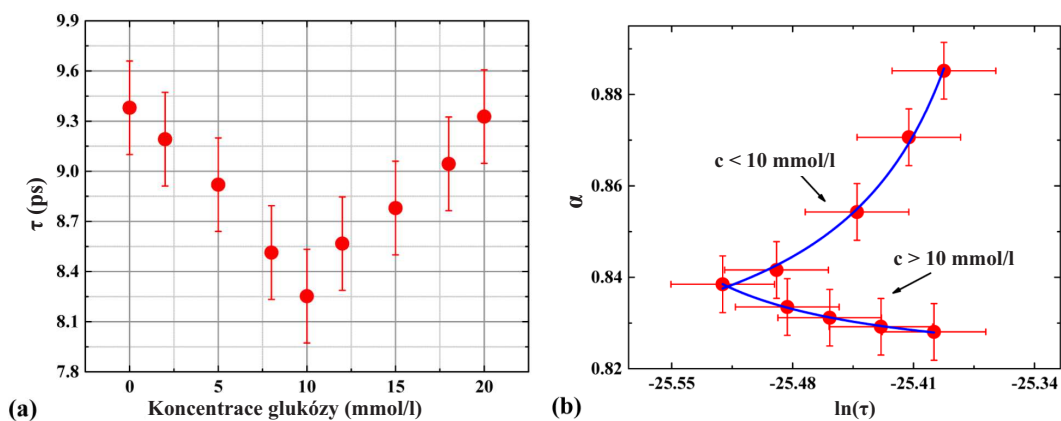 9.9
9.6
9.3
9.0
8.7
8.4
8.1
7.8
τ (ps)
0 5 10 15 20
Koncentrace glukózy (mmol/l)
(a)
0.88
0.86
0.84
0.82
α
c < 10 mmol/l
c > 10 mmol/l
-25.55 -25.48 -25.41 -25.34
ln(τ)
(b)